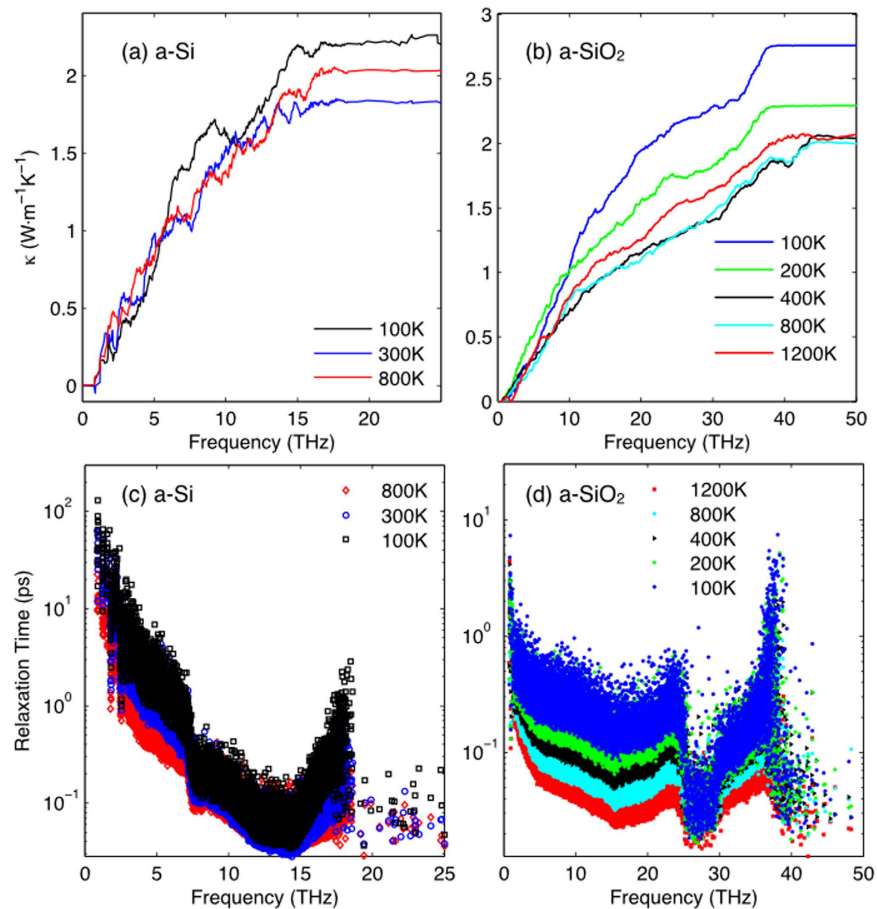 (a) a-Si
κ (W·m⁻¹K⁻¹)
2
1.5
1
0.5
0
100K
300K
800K
0 5 10 15 20
Frequency (THz)
(b) a-SiO₂
3
2.5
2
1.5
1
0.5
0
100K
200K
400K
800K
1200K
0 10 20 30 40 50
Frequency (THz)
(c) a-Si
Relaxation Time (ps)
10²
10¹
10⁰
10⁻¹
800K
300K
100K
0 5 10 15 20 25
Frequency (THz)
(d) a-SiO₂
10¹
10⁰
10⁻¹
1200K
800K
400K
200K
100K
0 10 20 30 40 50
Frequency (THz)